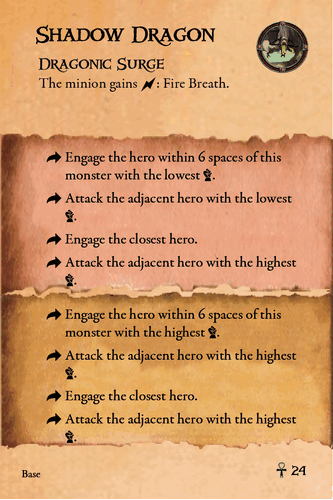 Shadow Dragon
Dragonic Surge
The minion gains : Fire Breath.
Engage the hero within 6 spaces of this
monster with the lowest .
Attack the adjacent hero with the lowest
.
Engage the closest hero.
Attack the adjacent hero with the highest
.
Engage the hero within 6 spaces of this
monster with the highest .
Attack the adjacent hero with the highest
.
Engage the closest hero.
Attack the adjacent hero with the highest
.
Base
24